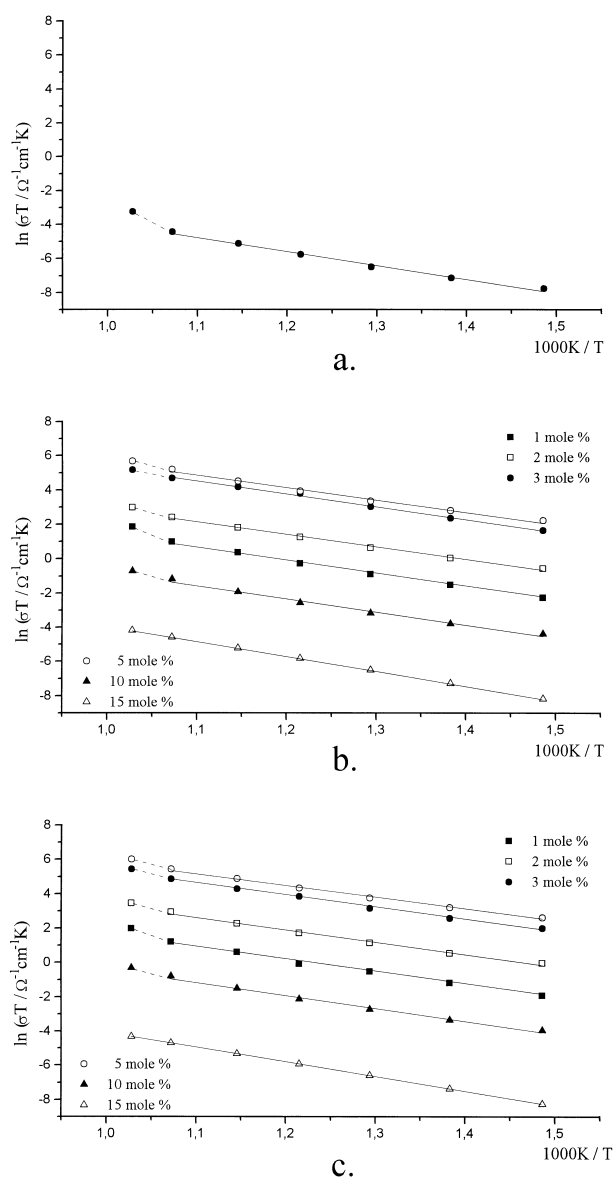 8
6
4
2
0
-2
-4
-6
-8
ln (σT / Ω⁻¹cm⁻¹K)
1,0 1,1 1,2 1,3 1,4 1,5
1000K / T
a.
8
6
4
2
0
-2
-4
-6
-8
ln (σT / Ω⁻¹cm⁻¹K)
1 mole %
2 mole %
3 mole %
5 mole %
10 mole %
15 mole %
1,0 1,1 1,2 1,3 1,4 1,5
1000K / T
b.
8
6
4
2
0
-2
-4
-6
-8
ln (σT / Ω⁻¹cm⁻¹K)
1 mole %
2 mole %
3 mole %
5 mole %
10 mole %
15 mole %
1,0 1,1 1,2 1,3 1,4 1,5
1000K / T
c.